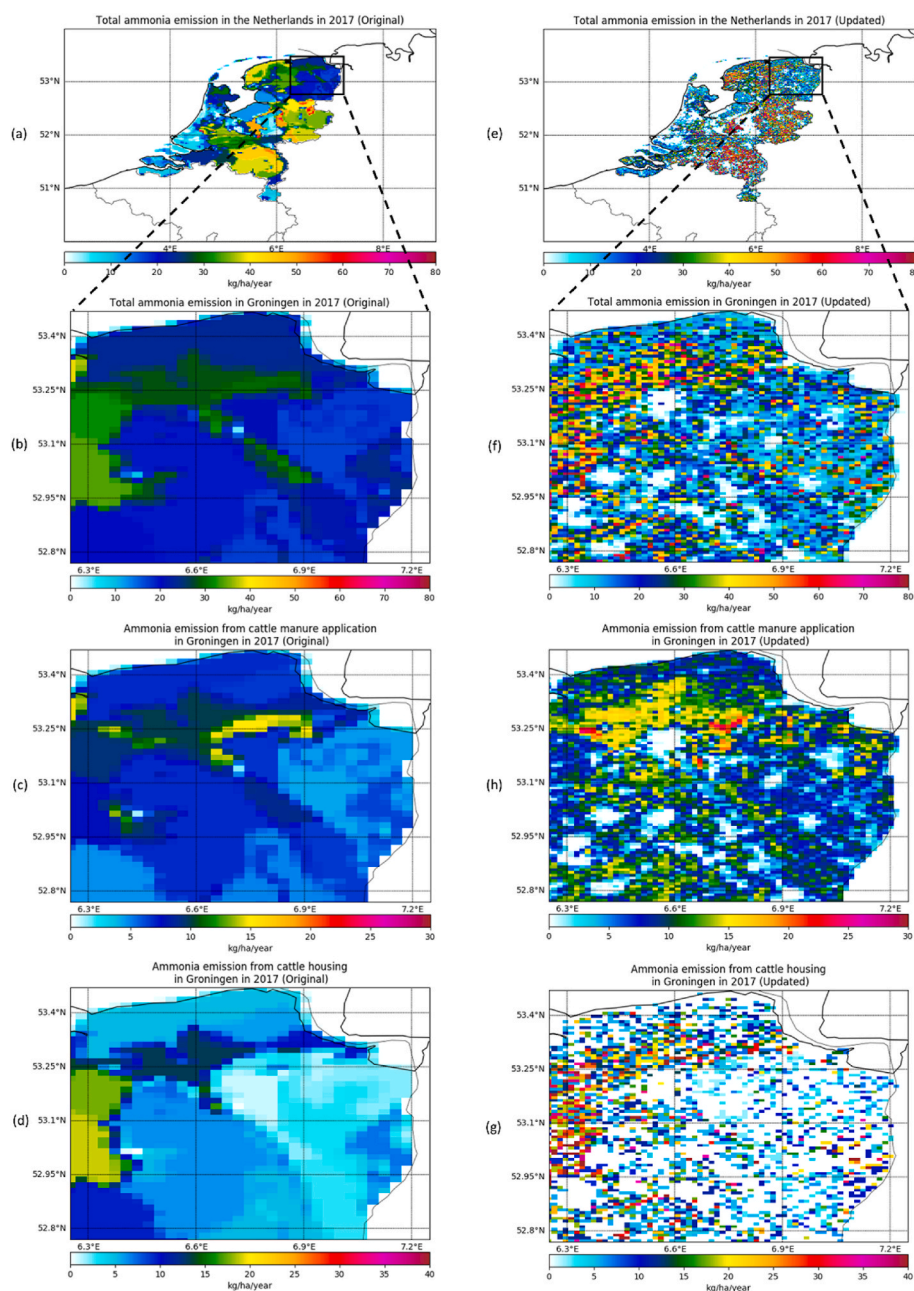 Total ammonia emission in the Netherlands in 2017 (Original)
53°N
52°N
51°N
(a)
4°E 6°E 8°E
0 10 20 30 40 50 60 70 80
kg/ha/year
Total ammonia emission in the Netherlands in 2017 (Updated)
53°N
52°N
51°N
(e)
4°E 6°E 8°E
0 10 20 30 40 50 60 70 80
kg/ha/year
Total ammonia emission in Groningen in 2017 (Original)
53.4°N
53.25°N
53.1°N
52.95°N
52.8°N
(b)
6.3°E 6.6°E 6.9°E 7.2°E
0 10 20 30 40 50 60 70 80
kg/ha/year
Total ammonia emission in Groningen in 2017 (Updated)
53.4°N
53.25°N
53.1°N
52.95°N
52.8°N
(f)
6.3°E 6.6°E 6.9°E 7.2°E
0 10 20 30 40 50 60 70 80
kg/ha/year
Ammonia emission from cattle manure application
in Groningen in 2017 (Original)
53.4°N
53.25°N
53.1°N
52.95°N
52.8°N
(c)
6.3°E 6.6°E 6.9°E 7.2°E
0 5 10 15 20 25 30
kg/ha/year
Ammonia emission from cattle manure application
in Groningen in 2017 (Updated)
53.4°N
53.25°N
53.1°N
52.95°N
52.8°N
(h)
6.3°E 6.6°E 6.9°E 7.2°E
0 5 10 15 20 25 30
kg/ha/year
Ammonia emission from cattle housing
in Groningen in 2017 (Original)
53.4°N
53.25°N
53.1°N
52.95°N
52.8°N
(d)
6.3°E 6.6°E 6.9°E 7.2°E
0 5 10 15 20 25 30 35 40
kg/ha/year
Ammonia emission from cattle housing
in Groningen in 2017 (Updated)
53.4°N
53.25°N
53.1°N
52.95°N
52.8°N
(g)
6.3°E 6.6°E 6.9°E 7.2°E
0 5 10 15 20 25 30 35 40
kg/ha/year